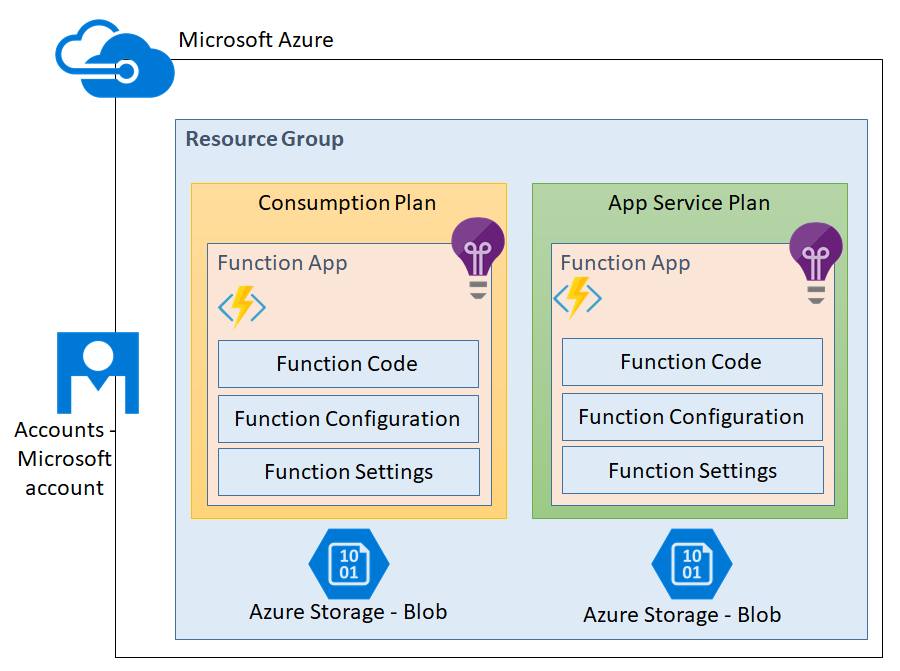 Microsoft Azure
Resource Group
Consumption Plan
Function App
Function Code
Function Configuration
Function Settings
Azure Storage - Blob
App Service Plan
Function App
Function Code
Function Configuration
Function Settings
Azure Storage - Blob
Accounts -
Microsoft
account
10
01
10
01